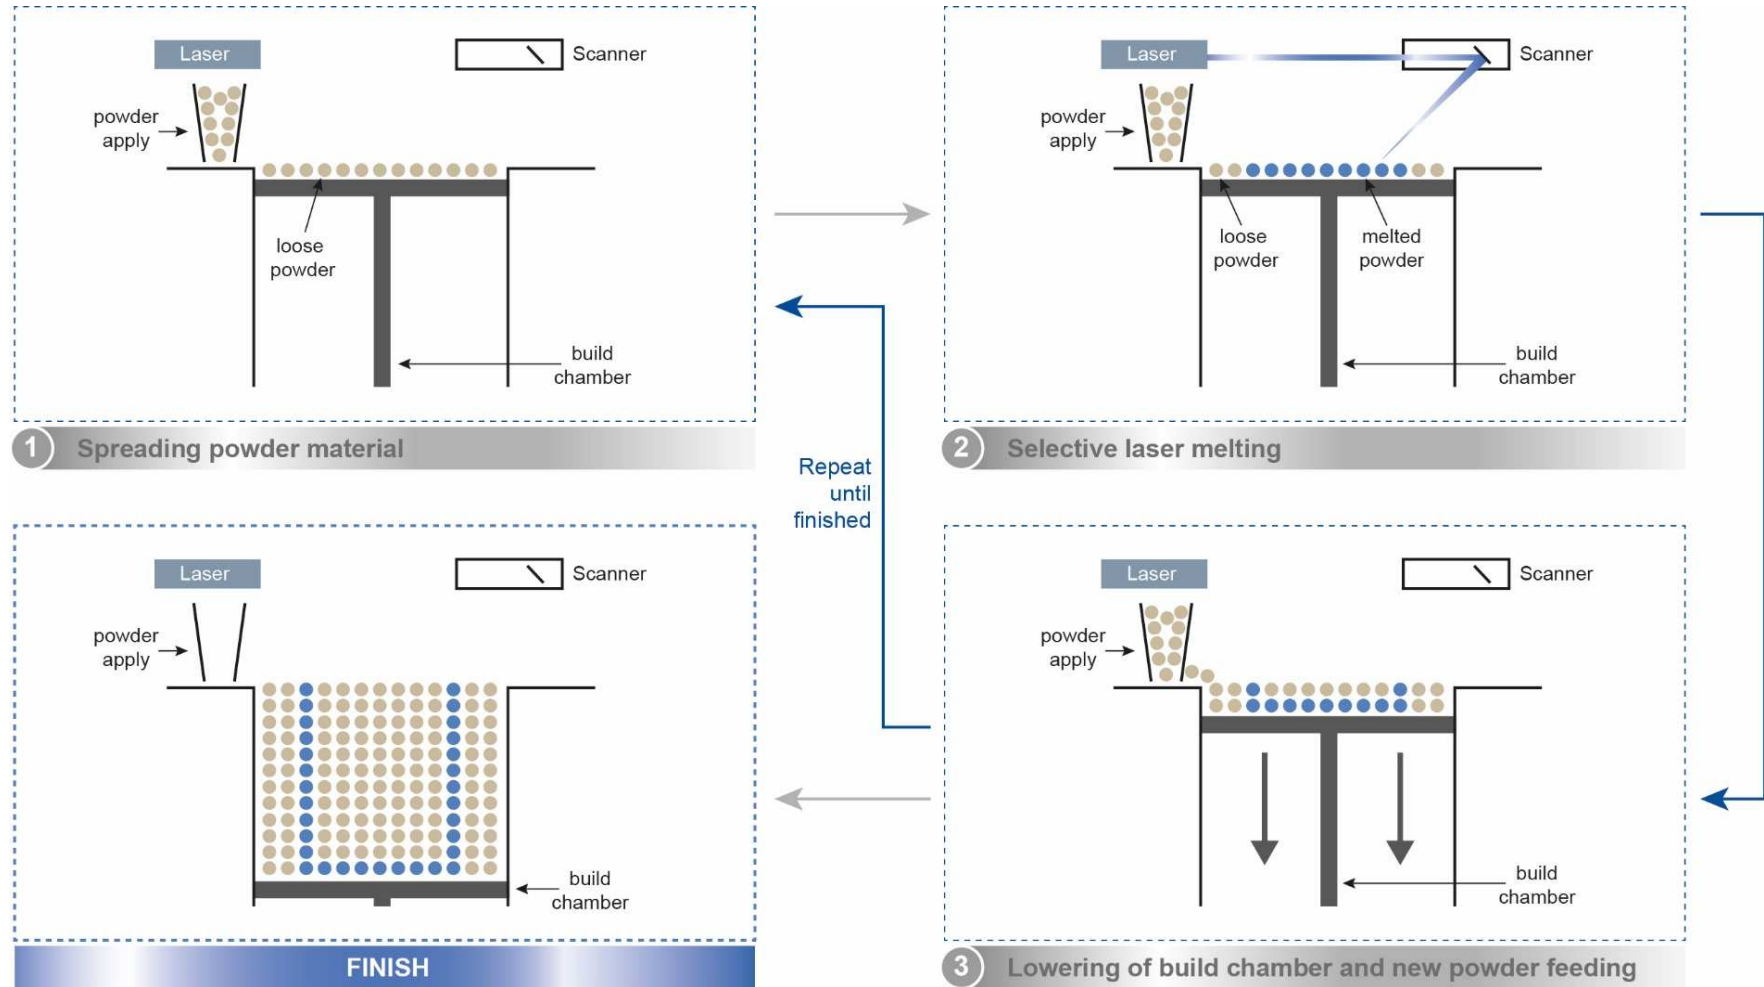 Laser
Scanner
powder
apply
loose
powder
build
chamber
1 Spreading powder material
Laser
Scanner
powder
apply
loose
powder
melted
powder
build
chamber
2 Selective laser melting
Repeat
until
finished
Laser
Scanner
powder
apply
build
chamber
FINISH
Laser
Scanner
powder
apply
build
chamber
3 Lowering of build chamber and new powder feeding